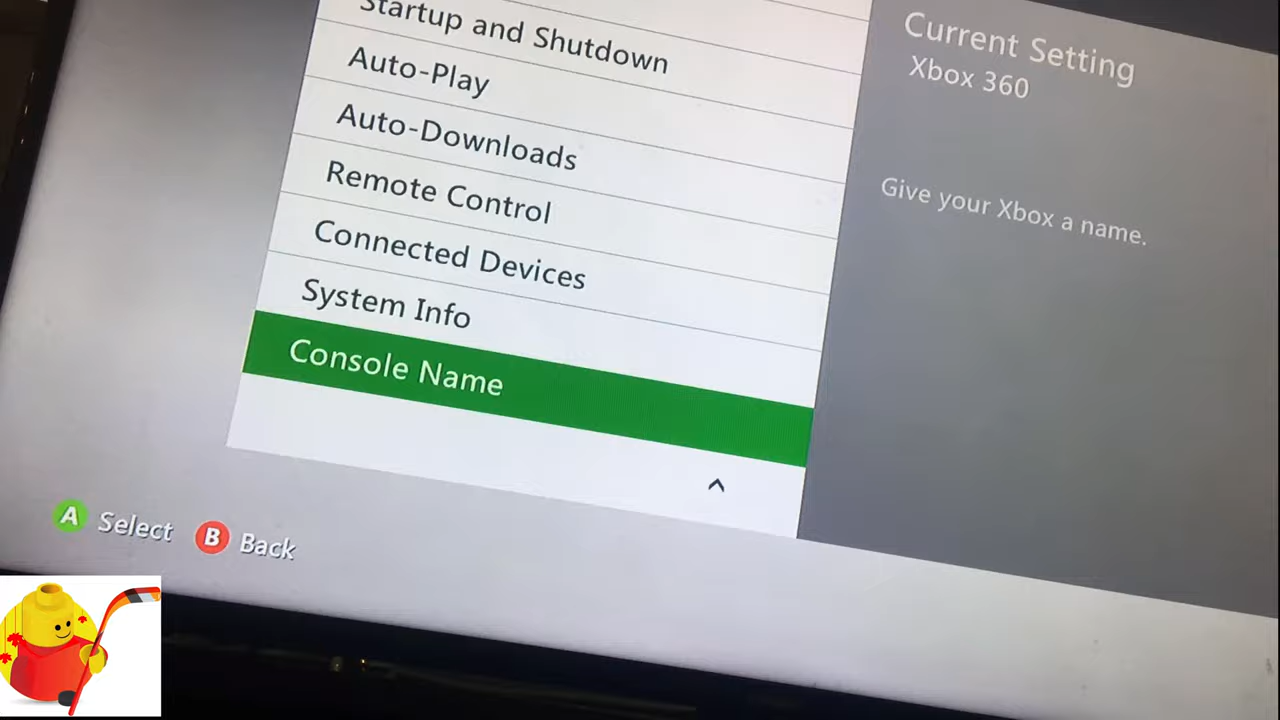 Startup and Shutdown
Auto-Play
Auto-Downloads
Remote Control
Connected Devices
System Info
Console Name
Current Setting
Xbox 360
Give your Xbox a name.
A Select B Back